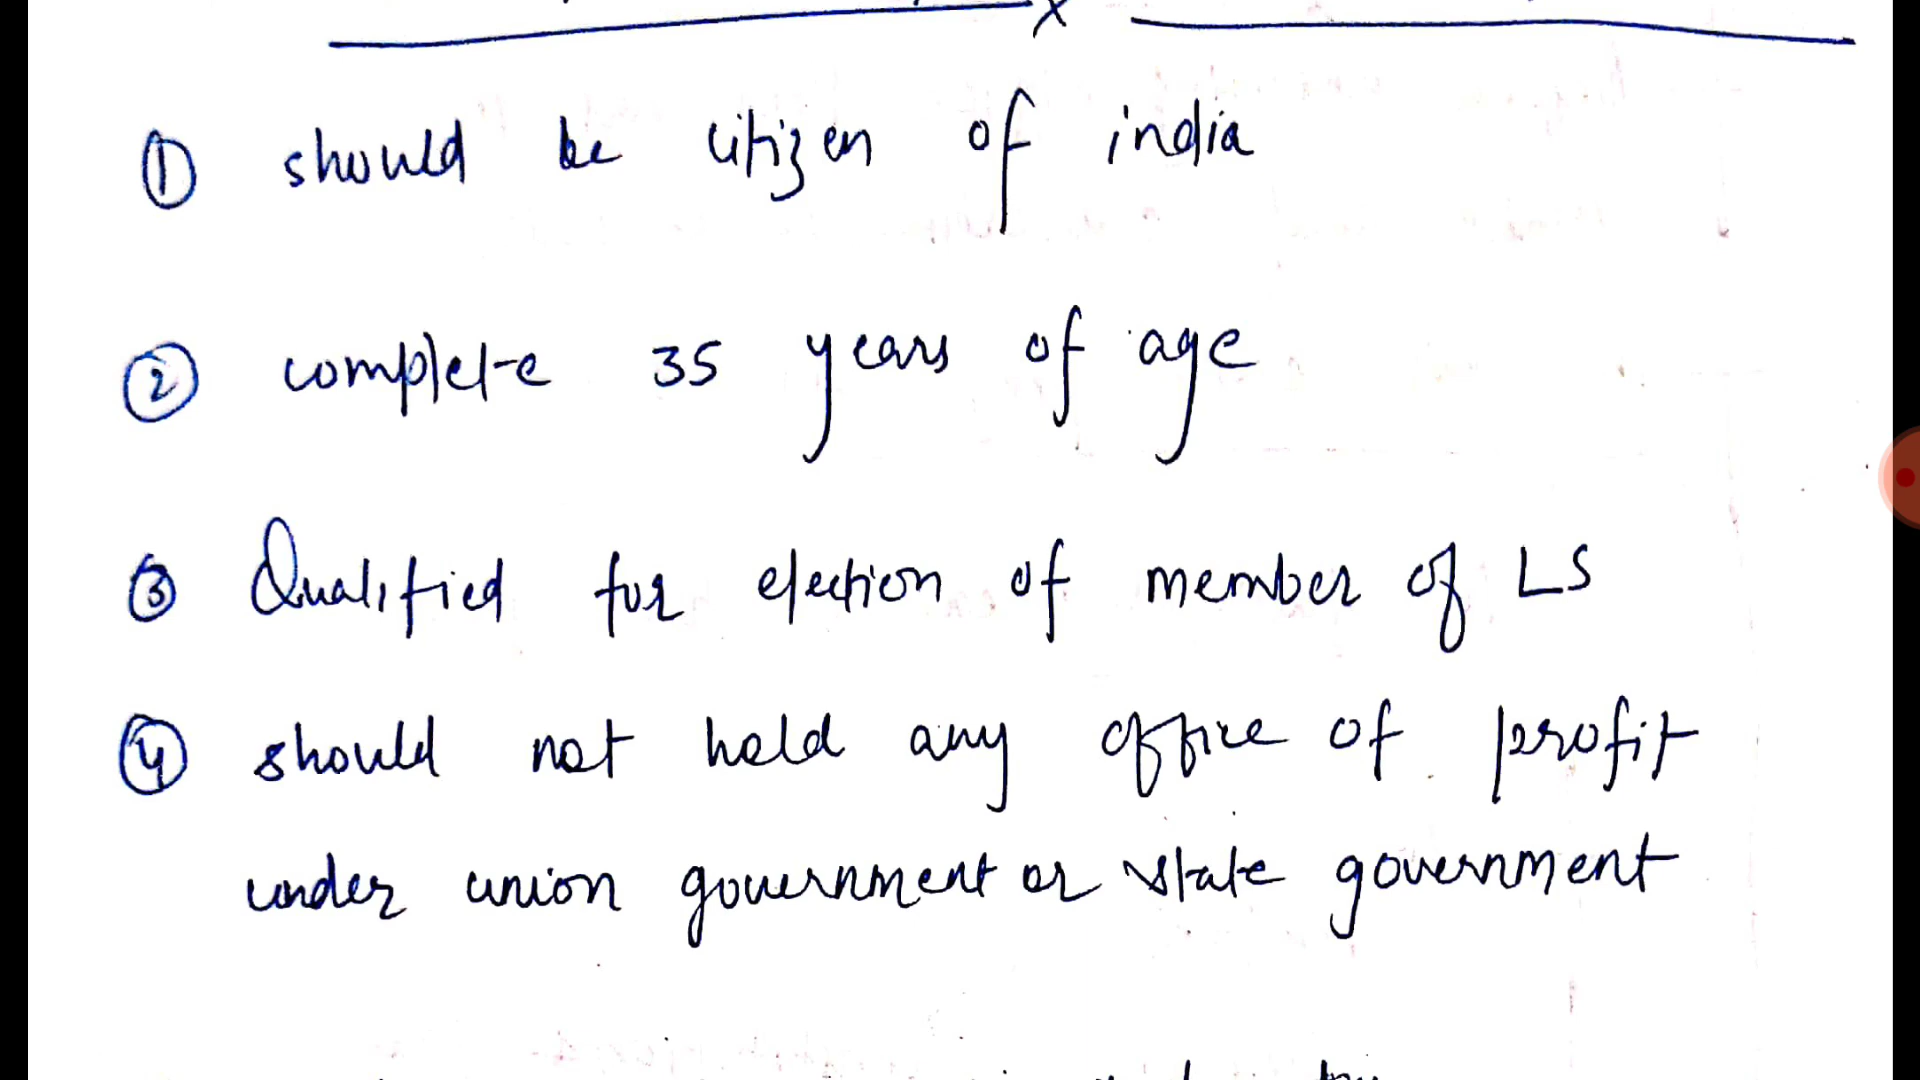 ① should be citizen of india
② complete 35 years of age
③ Qualified for election of member of LS
④ should not hold any office of profit
under union government or state government